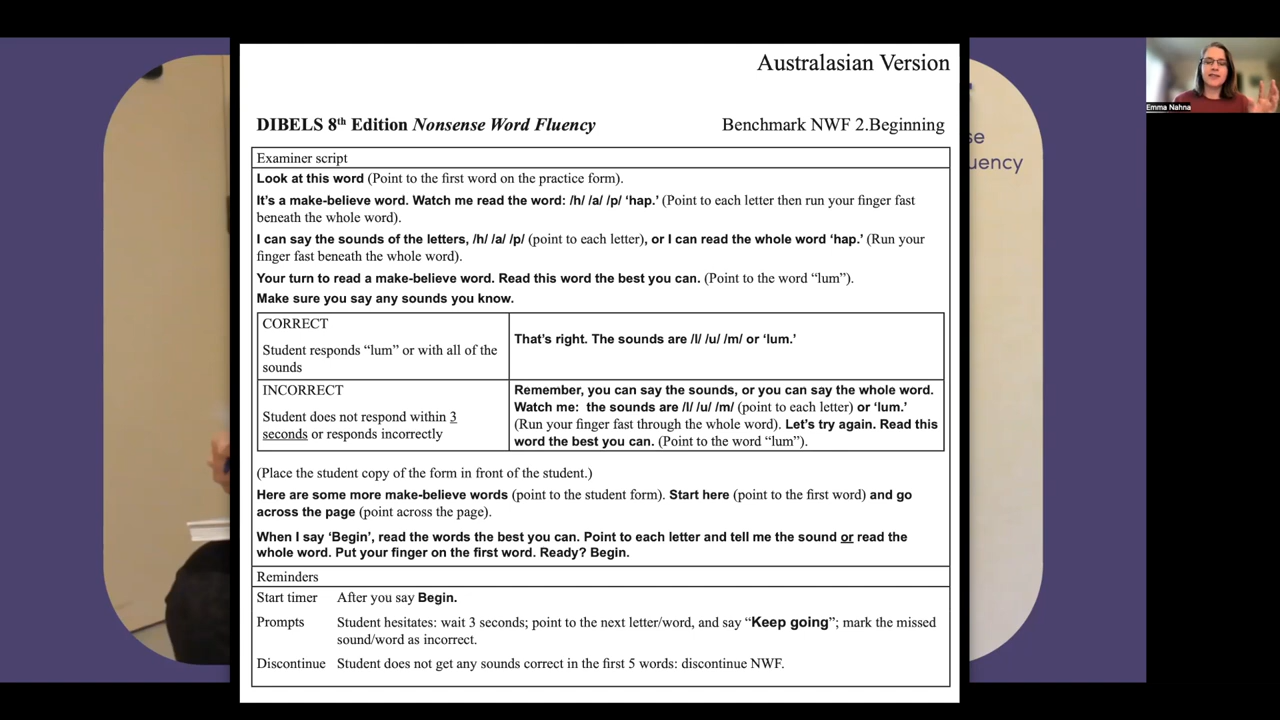 Australasian Version
DIBELS 8th Edition Nonsense Word Fluency Benchmark NWF 2.Beginning
Examiner script
Look at this word (Point to the first word on the practice form).
It's a make-believe word. Watch me read the word: /h/ /a/ /p/ 'hap.' (Point to each letter then run your finger fast
beneath the whole word).
I can say the sounds of the letters, /h/ /a/ /p/ (point to each letter), or I can read the whole word 'hap.' (Run your
finger fast beneath the whole word).
Your turn to read a make-believe word. Read this word the best you can. (Point to the word “lum”).
Make sure you say any sounds you know.
CORRECT
Student responds “lum” or with all of the
sounds
That's right. The sounds are /l/ /u/ /m/ or 'lum.'
INCORRECT
Student does not respond within 3
seconds or responds incorrectly
Remember, you can say the sounds, or you can say the whole word.
Watch me: the sounds are /l/ /u/ /m/ (point to each letter) or 'lum.'
(Run your finger fast through the whole word). Let's try again. Read this
word the best you can. (Point to the word “lum”).
(Place the student copy of the form in front of the student.)
Here are some more make-believe words (point to the student form). Start here (point to the first word) and go
across the page (point across the page).
When I say 'Begin', read the words the best you can. Point to each letter and tell me the sound or read the
whole word. Put your finger on the first word. Ready? Begin.
Reminders
Start timer After you say Begin.
Prompts Student hesitates: wait 3 seconds; point to the next letter/word, and say “Keep going”; mark the missed
sound/word as incorrect.
Discontinue Student does not get any sounds correct in the first 5 words: discontinue NWF.
se
uency
Emma Nahna